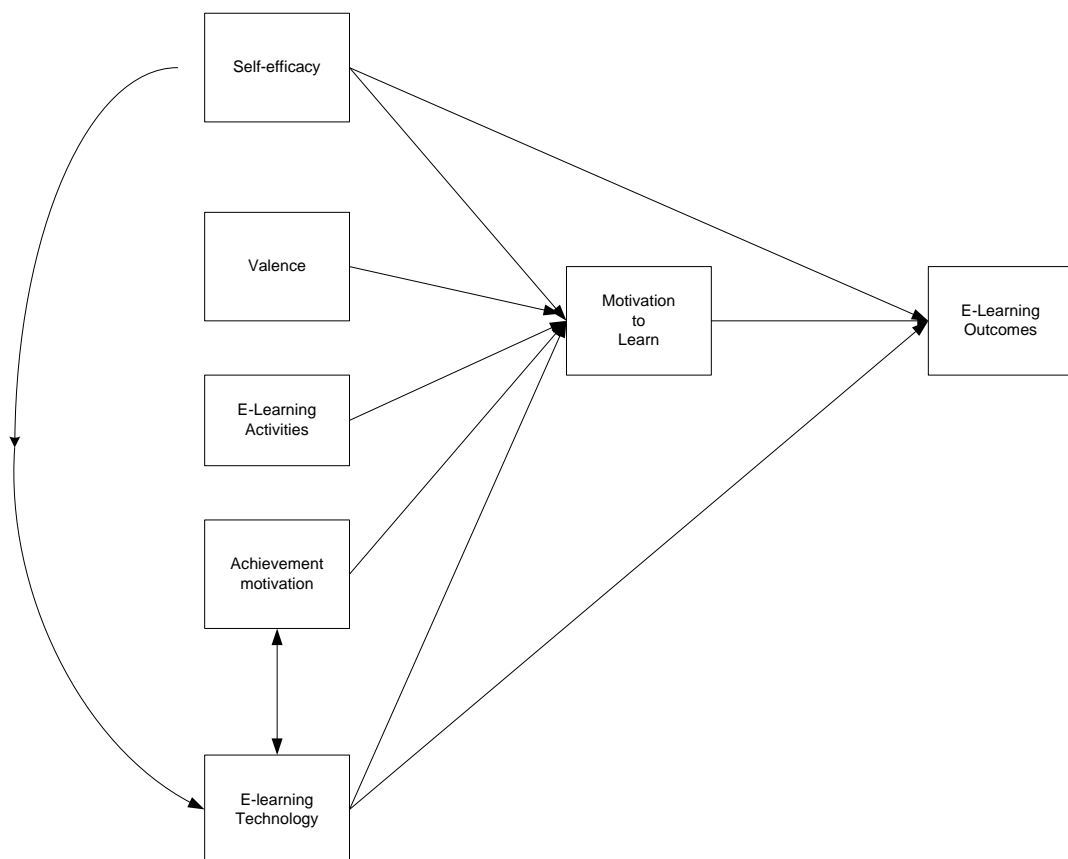 Self-efficacy
Valence
Motivation
to
Learn
E-Learning
Outcomes
E-Learning
Activities
Achievement
motivation
E-learning
Technology